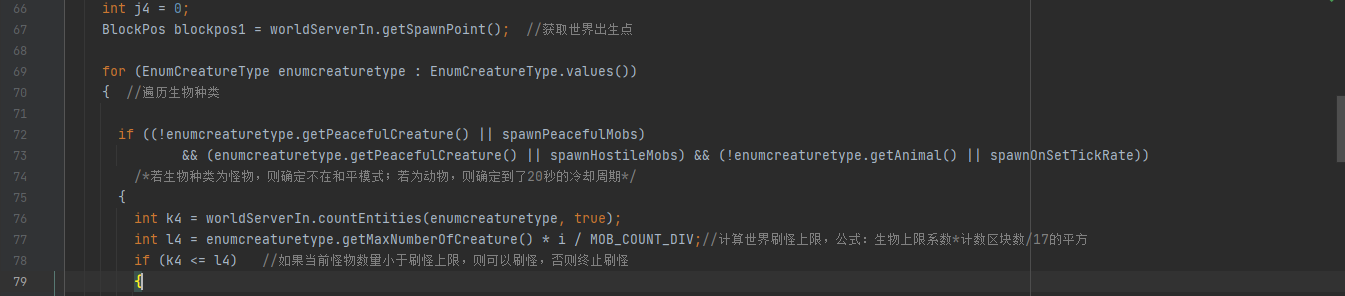 66 int j4 = 0;
67 BlockPos blockpos1 = worldServerIn.getSpawnPoint(); //获取世界出生点
68
69 for (EnumCreatureType enumcreaturetype : EnumCreatureType.values())
70 { //遍历生物种类
71
72 if ((!enumcreaturetype.getPeacefulCreature() || spawnPeacefulMobs)
73 && (enumcreaturetype.getPeacefulCreature() || spawnHostileMobs) && (!enumcreaturetype.getAnimal() || spawnOnSetTickRate))
74 /*若生物种类为怪物，则确定不在和平模式；若为动物，则确定到了20秒的冷却周期*/
75 {
76 int k4 = worldServerIn.countEntities(enumcreaturetype, true);
77 int l4 = enumcreaturetype.getMaxNumberOfCreature() * i / MOB_COUNT_DIV;//计算世界刷怪上限，公式：生物上限系数*计数区块数/17的平方
78 if (k4 <= l4) //如果当前怪物数量小于刷怪上限，则可以刷怪，否则终止刷怪
79 {